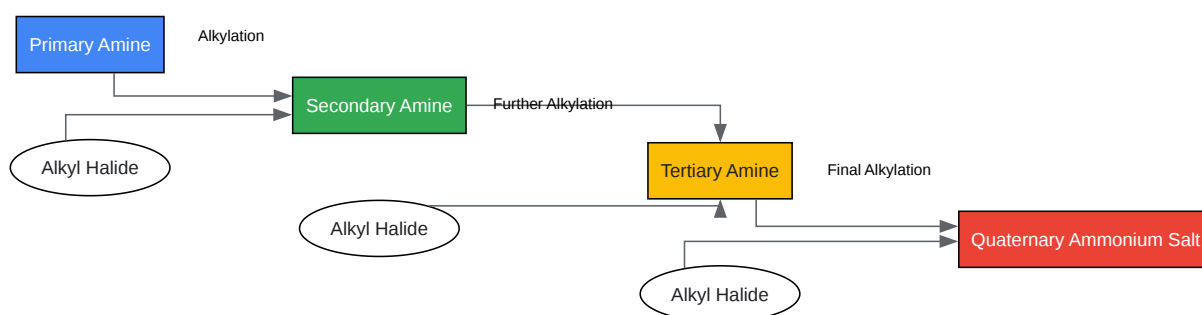 Primary Amine
Alkylation
Secondary Amine
Further Alkylation
Alkyl Halide
Tertiary Amine
Final Alkylation
Alkyl Halide
Quaternary Ammonium Salt
Alkyl Halide